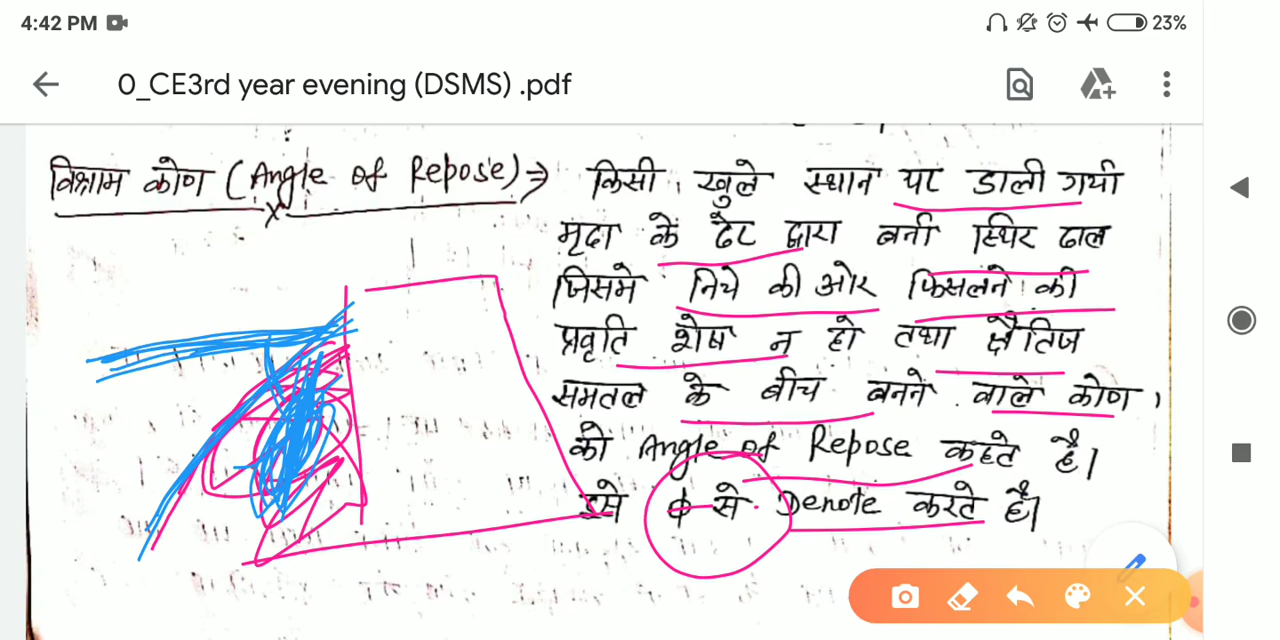 4:42 PM
23%
0_CE3rd year evening (DSMS) .pdf
विश्राम कोण (Angle of Repose) ⇒ किसी खुले स्थान पर डाली गयी
मृदा के ढेर द्वारा बनी स्थिर ढाल
जिसमे निचे की ओर फिसलने की
प्रवृति शेष न हो तथा क्षैतिज
समतल के बीच बनने वाले कोण
को Angle of Repose कहते है।
इसे ϕ से Denote करते है।